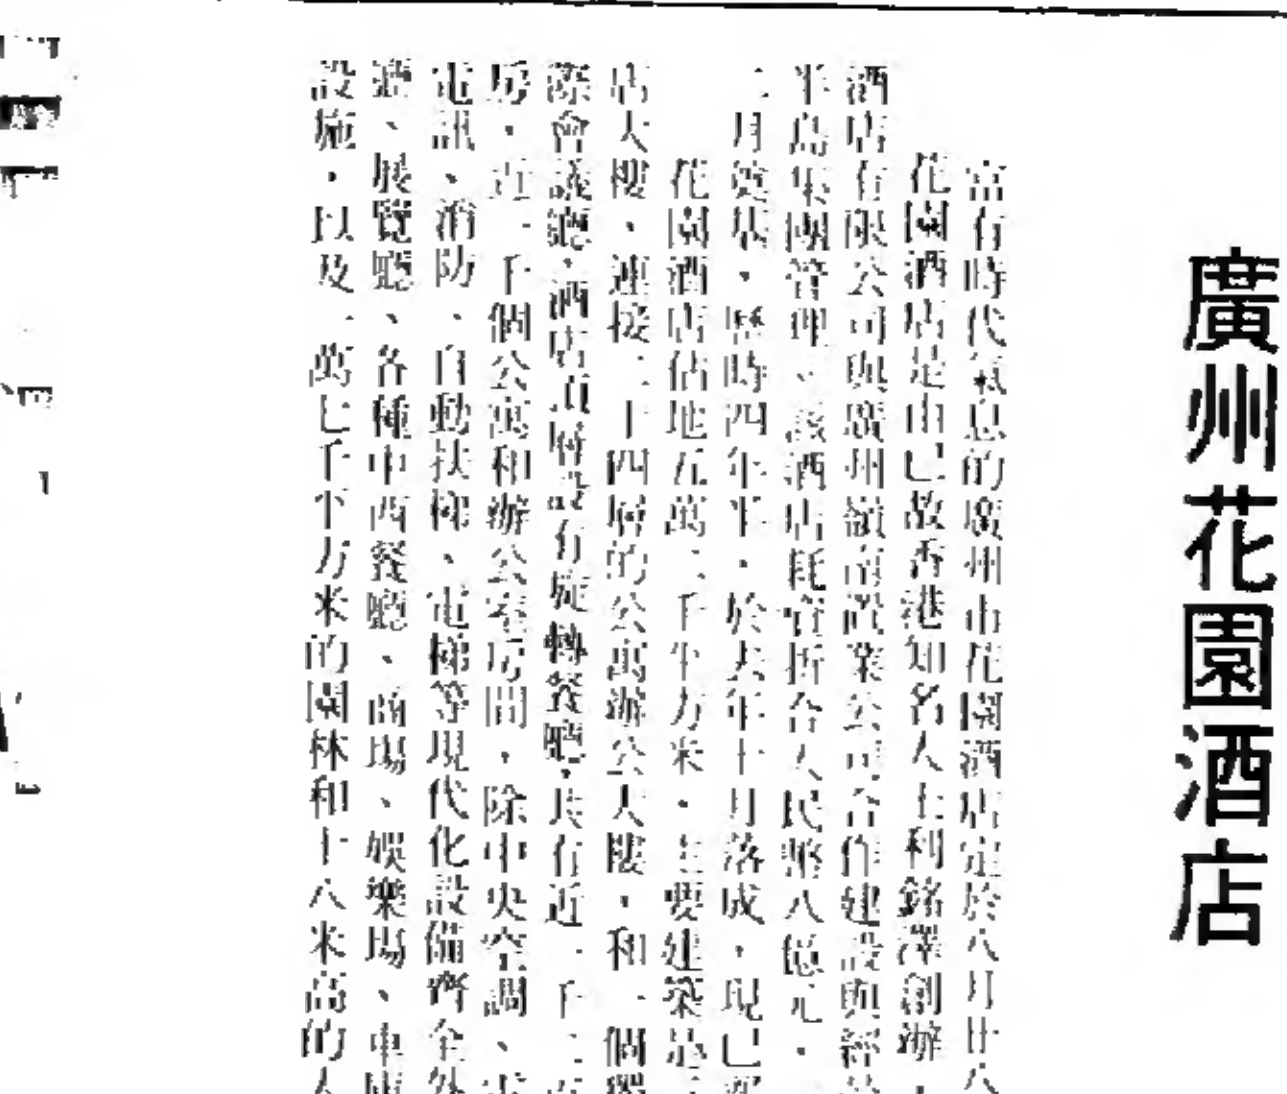 廣州花園酒店
富有時代氣息的廣州市花園酒店定於八月廿八
花園酒店是由已故香港知名人士利銘澤創辦，
酒店有限公司與廣州嶺南置業公司合作建設與經
半島集團管理、該酒店耗資折合人民幣八億元，
二月奠基，歷時四年半，於去年十月落成，現已
花園酒店佔地五萬二千平方米，主要建築是
店大樓，連接二十四層的公寓辦公大樓，和一個
際會議廳，酒店頂層設有旋轉餐廳，共有近一千二
房，近一千個公寓和辦公室房間，除中央空調、
電訊、消防、自動扶梯、電梯等現代化設備齊全外
、展覽廳、各種中西餐廳、商場、娛樂場、車庫
設施，以及一萬七千平方米的園林和十八米高的人